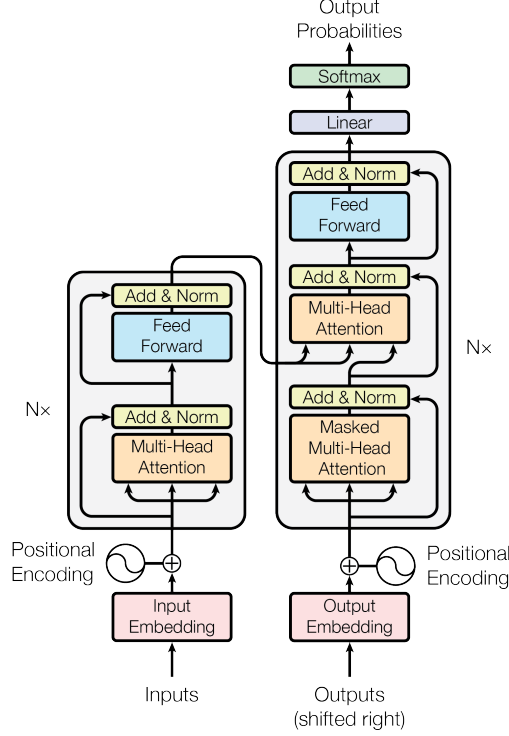 Output
Probabilities
Softmax
Linear
Add & Norm
Feed
Forward
Add & Norm
Multi-Head
Attention
Add & Norm
Masked
Multi-Head
Attention
N×
Add & Norm
Feed
Forward
Add & Norm
Multi-Head
Attention
N×
Positional
Encoding
Positional
Encoding
Input
Embedding
Output
Embedding
Inputs
Outputs
(shifted right)